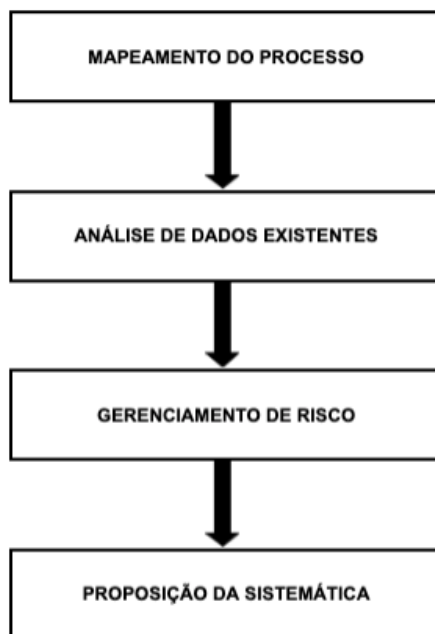 MAPEAMENTO DO PROCESSO
ANÁLISE DE DADOS EXISTENTES
GERENCIAMENTO DE RISCO
PROPOSIÇÃO DA SISTEMÁTICA